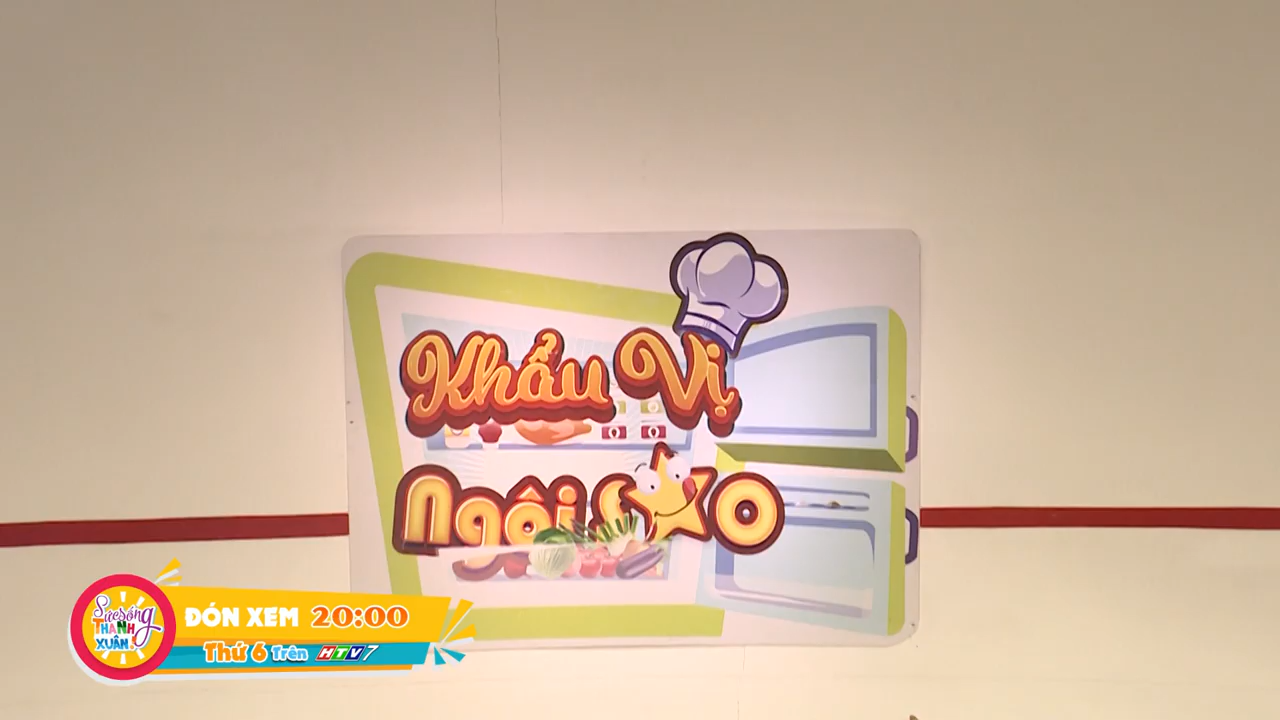 Khẩu Vị
Ngôi SAO
Sức sống
THANH
XUÂN
ĐÓN XEM 20:00
Thứ 6 Trên HTV7